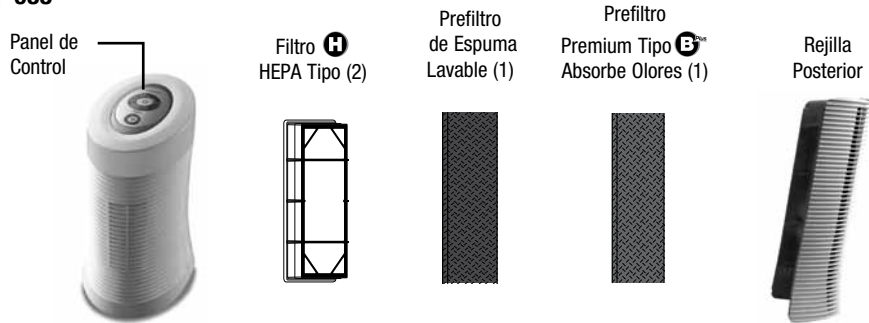 Panel de
Control
Filtro H
HEPA Tipo (2)
Prefiltro
de Espuma
Lavable (1)
Prefiltro
Premium Tipo B Plus
Absorbe Olores (1)
Rejilla
Posterior